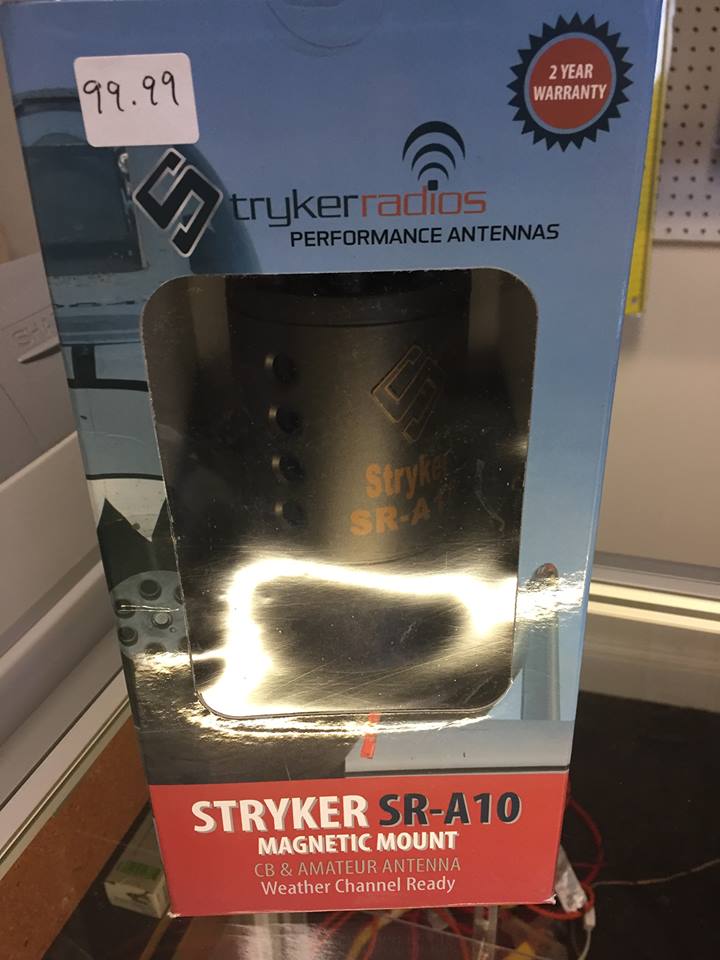 99.99
2 YEAR
WARRANTY
strykerradios
PERFORMANCE ANTENNAS
Stryker
SR-A10
STRYKER SR-A10
MAGNETIC MOUNT
CB & AMATEUR ANTENNA
Weather Channel Ready